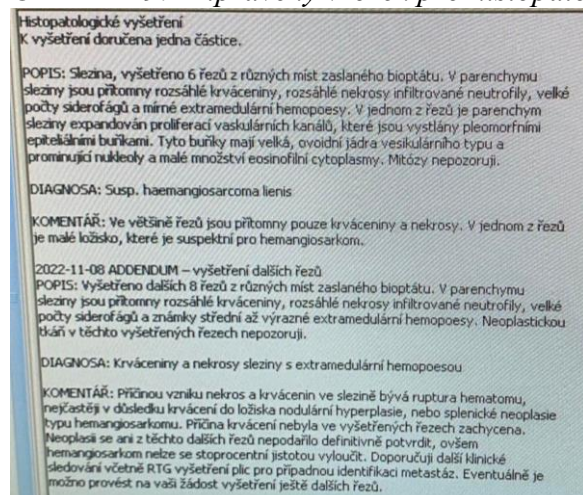 Histopatologické vyšetření
K vyšetření doručena jedna částice.
POPIS: Slezina, vyšetřeno 6 řezů z různých míst zaslaného bioptátu. V parenchymu
sleziny jsou přítomny rozsáhlé krváceniny, rozsáhlé nekrosy infiltrované neutrofily, velké
počty siderofágů a mírné extramedulární hemopoesy. V jednom z řezů je parenchym
sleziny expandován proliferací vaskulárních kanálů, které jsou vystlány pleomorfními
epiteliálními buňkami. Tyto buňky mají velká, ovoidní jádra vesikulárního typu a
prominující nukleoly a malé množství eosinofilní cytoplasmy. Mitózy nepozoruji.
DIAGNOSA: Susp. haemangiosarcoma lienis
KOMENTÁŘ: Ve většině řezů jsou přítomny pouze krváceniny a nekrosy. V jednom z řezů
je malé ložisko, které je suspektní pro hemangiosarkom.
2022-11-08 ADDENDUM – vyšetření dalších řezů
POPIS: Vyšetřeno dalších 8 řezů z různých míst zaslaného bioptátu. V parenchymu
sleziny jsou přítomny rozsáhlé krváceniny, rozsáhlé nekrosy infiltrované neutrofily, velké
počty siderofágů a známky střední až výrazné extramedulární hemopoesy. Neoplastickou
tkáň v těchto vyšetřených řezech nepozoruji.
DIAGNOSA: Krváceniny a nekrosy sleziny s extramedulární hemopoesou
KOMENTÁŘ: Příčinou vzniku nekros a krvácenin ve slezině bývá ruptura hematomu,
nejčastěji v důsledku krvácení do ložiska nodulární hyperplasie, nebo splenické neoplasie
typu hemangiosarkomu. Příčina krvácení nebyla ve vyšetřených řezech zachycena.
Neoplasii se ani z těchto dalších řezů nepodařilo definitivně potvrdit, ovšem
hemangiosarkom nelze se stoprocentní jistotou vyloučit. Doporučuji další klinické
sledování včetně RTG vyšetření plic pro případnou identifikaci metastáz. Eventuálně je
možno provést na vaši žádost vyšetření ještě dalších řezů.